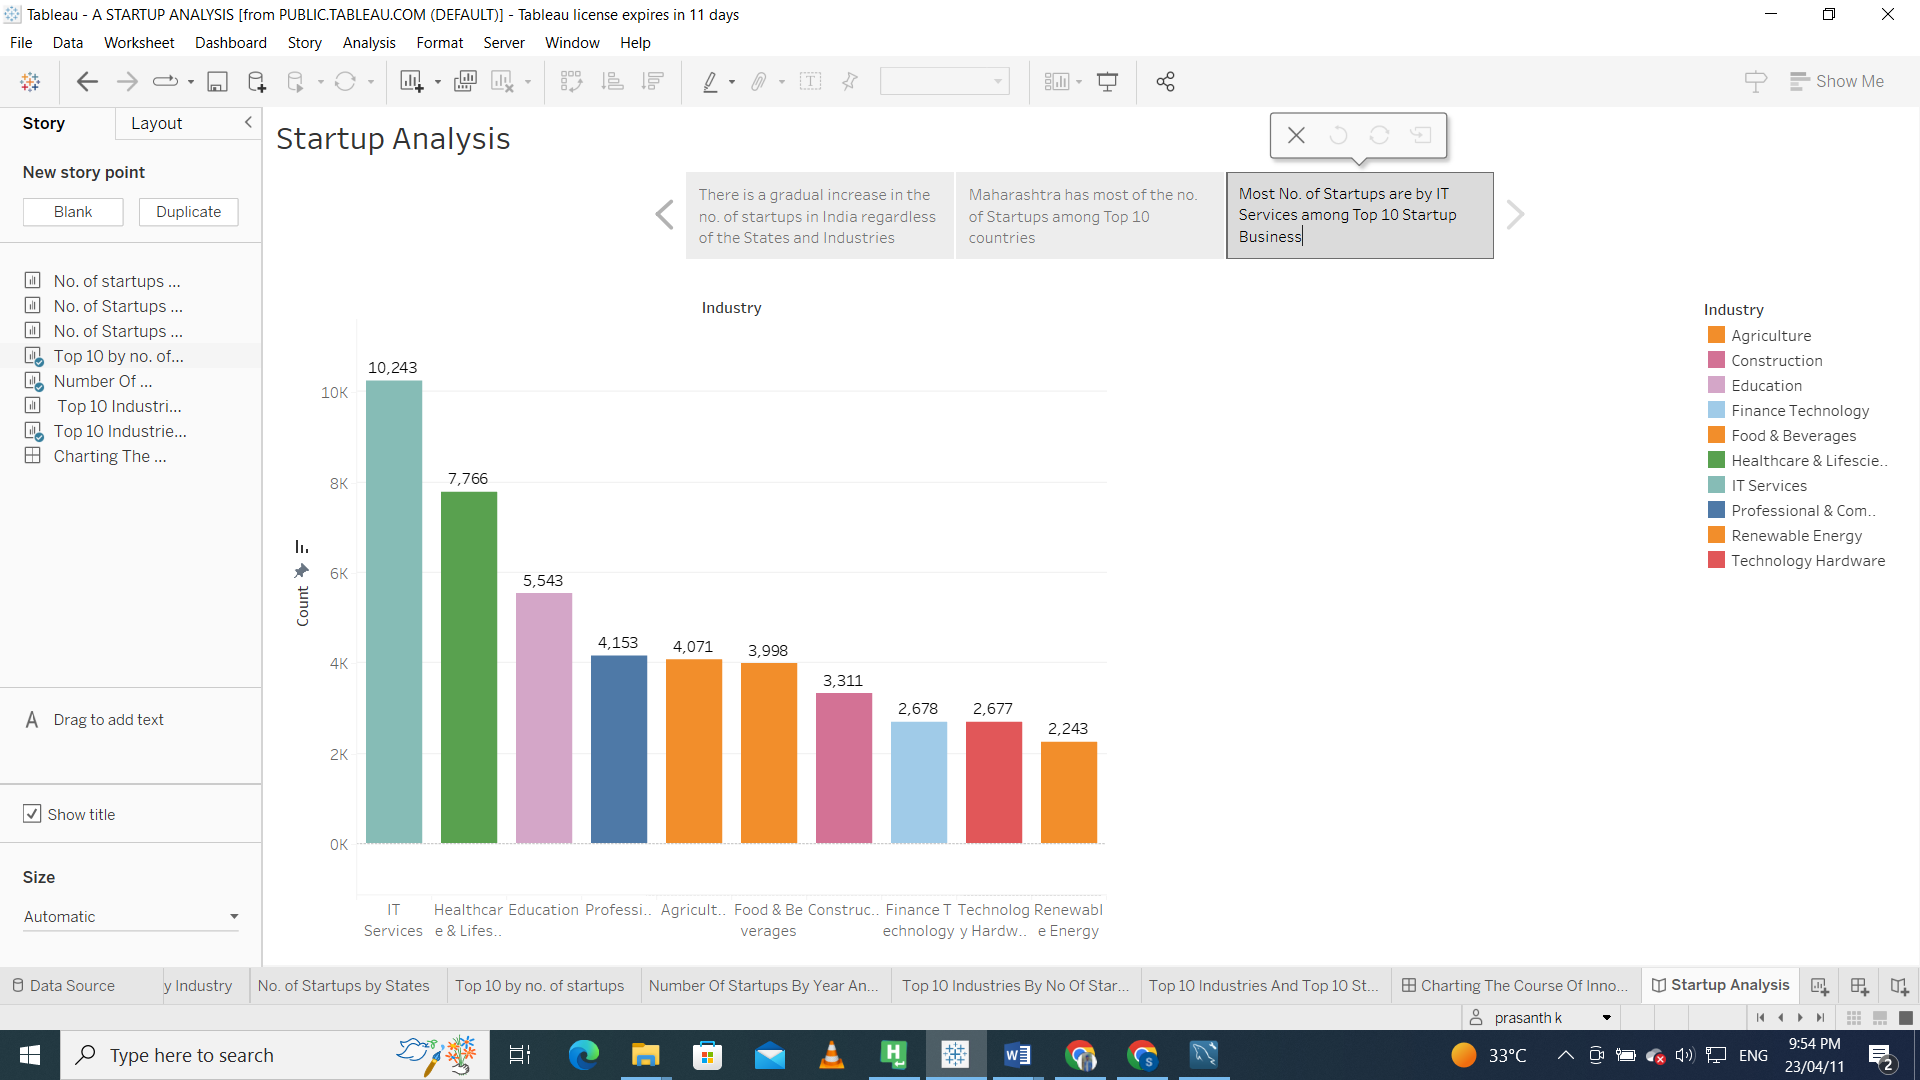 Tableau - A STARTUP ANALYSIS [from PUBLIC.TABLEAU.COM (DEFAULT)] - Tableau license expires in 11 days
File Data Worksheet Dashboard Story Analysis Format Server Window Help
Show Me
Story Layout
New story point
Blank Duplicate
No. of startups ...
No. of Startups ...
No. of Startups ...
Top 10 by no. of...
Number Of ...
Top 10 Industri...
Top 10 Industrie...
Charting The ...
A Drag to add text
Show title
Size
Automatic
Startup Analysis
There is a gradual increase in the
no. of startups in India regardless
of the States and Industries
Maharashtra has most of the no.
of Startups among Top 10
countries
Most No. of Startups are by IT
Services among Top 10 Startup
Business
Industry
10K
8K
6K
4K
2K
0K
Count
10,243
7,766
5,543
4,153
4,071
3,998
3,311
2,678
2,677
2,243
IT
Services
Healthcar
e & Lifes..
Education
Professi..
Agricult..
Food & Be
verages
Construc..
Finance T
echnology
Technolog
y Hardw..
Renewabl
e Energy
Industry
Agriculture
Construction
Education
Finance Technology
Food & Beverages
Healthcare & Lifescie..
IT Services
Professional & Com..
Renewable Energy
Technology Hardware
Data Source y Industry No. of Startups by States Top 10 by no. of startups Number Of Startups By Year An... Top 10 Industries By No Of Star... Top 10 Industries And Top 10 St... Charting The Course Of Inno... Startup Analysis
prasanth k
Type here to search
33°C
ENG
9:54 PM
23/04/11
2